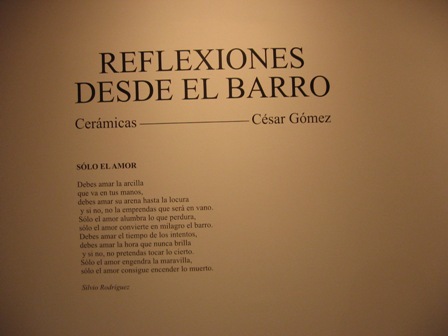 REFLEXIONES
DESDE EL BARRO
Cerámicas César Gómez
SÓLO EL AMOR
Debes amar la arcilla
que va en tus manos,
debes amar su arena hasta la locura
y si no, no la emprendas que será en vano.
Sólo el amor alumbra lo que perdura,
sólo el amor convierte en milagro el barro.
Debes amar el tiempo de los intentos,
debes amar la hora que nunca brilla
y si no, no pretendas tocar lo cierto.
Sólo el amor engendra la maravilla,
sólo el amor consigue encender lo muerto.
Silvio Rodríguez